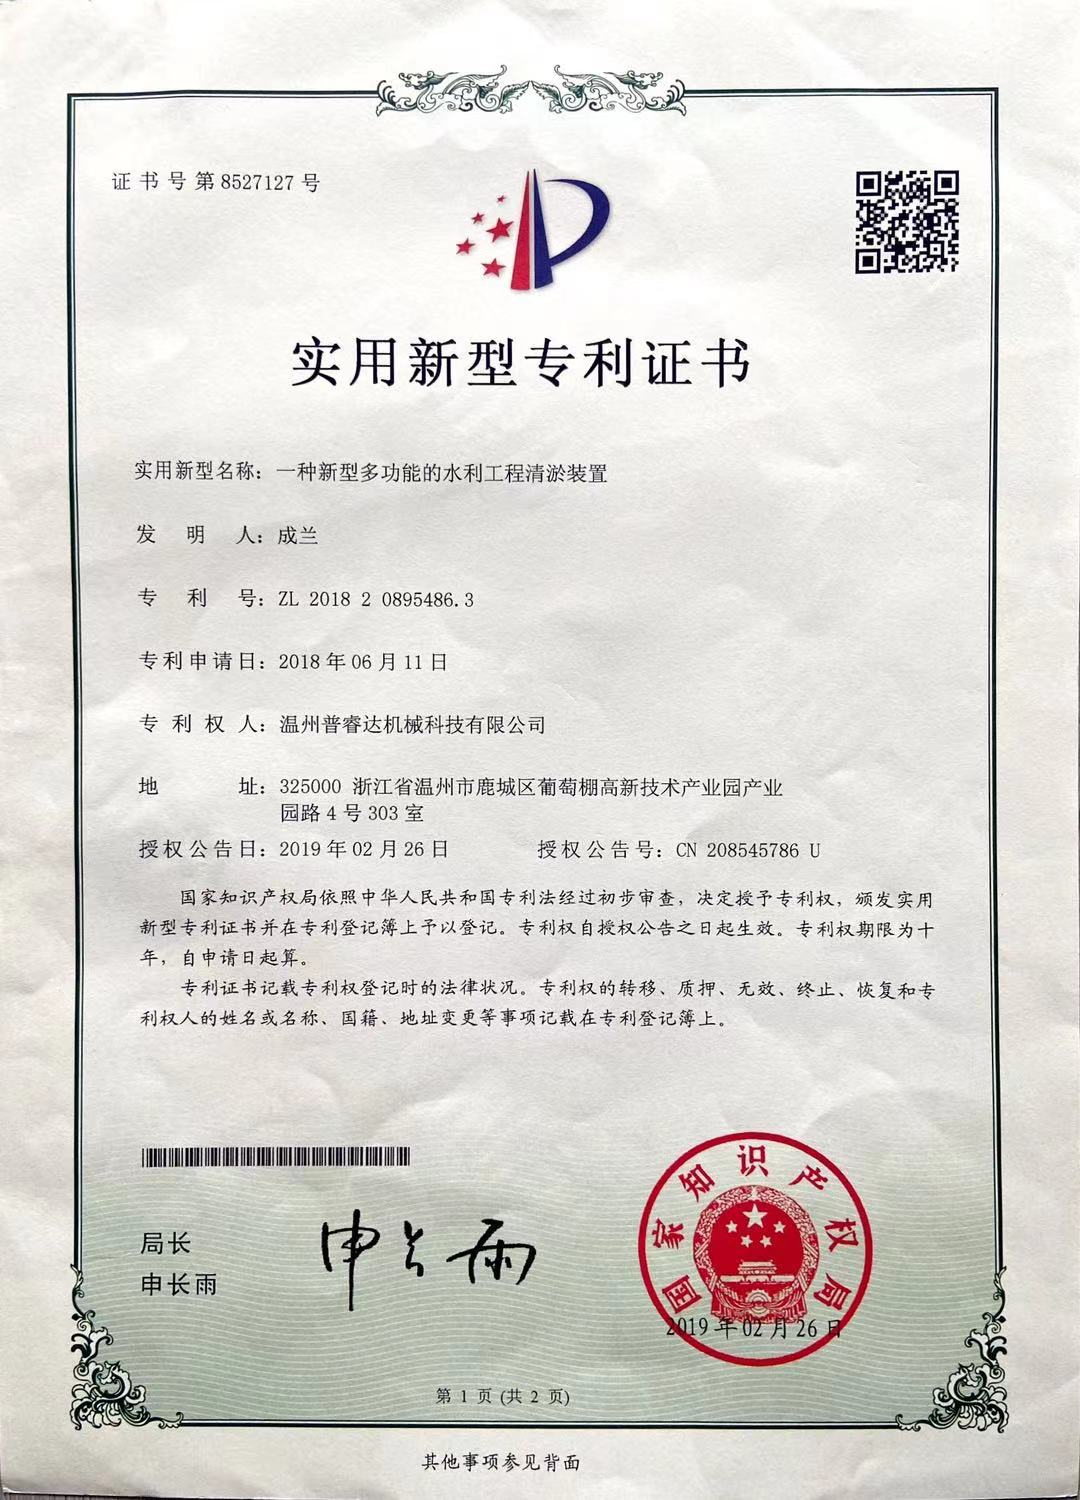 证书号第8527127号
实用新型专利证书
实用新型名称：一种新型多功能的水利工程清淤装置
发明人：成兰
专利号：ZL 2018 2 0895486.3
专利申请日：2018年06月11日
专利权人：温州普睿达机械科技有限公司
地址：325000 浙江省温州市鹿城区葡萄棚高新技术产业园产业
园路4号303室
授权公告日：2019年02月26日 授权公告号：CN 208545786 U
国家知识产权局依照中华人民共和国专利法经过初步审查，决定授予专利权，颁发实用
新型专利证书并在专利登记簿上予以登记。专利权自授权公告之日起生效。专利权期限为十
年，自申请日起算。
专利证书记载专利权登记时的法律状况。专利权的转移、质押、无效、终止、恢复和专
利权人的姓名或名称、国籍、地址变更等事项记载在专利登记簿上。
局长
申长雨
申长雨
国家知识产权局
2019年02月26日
第 1 页 (共 2 页)
其他事项参见背面